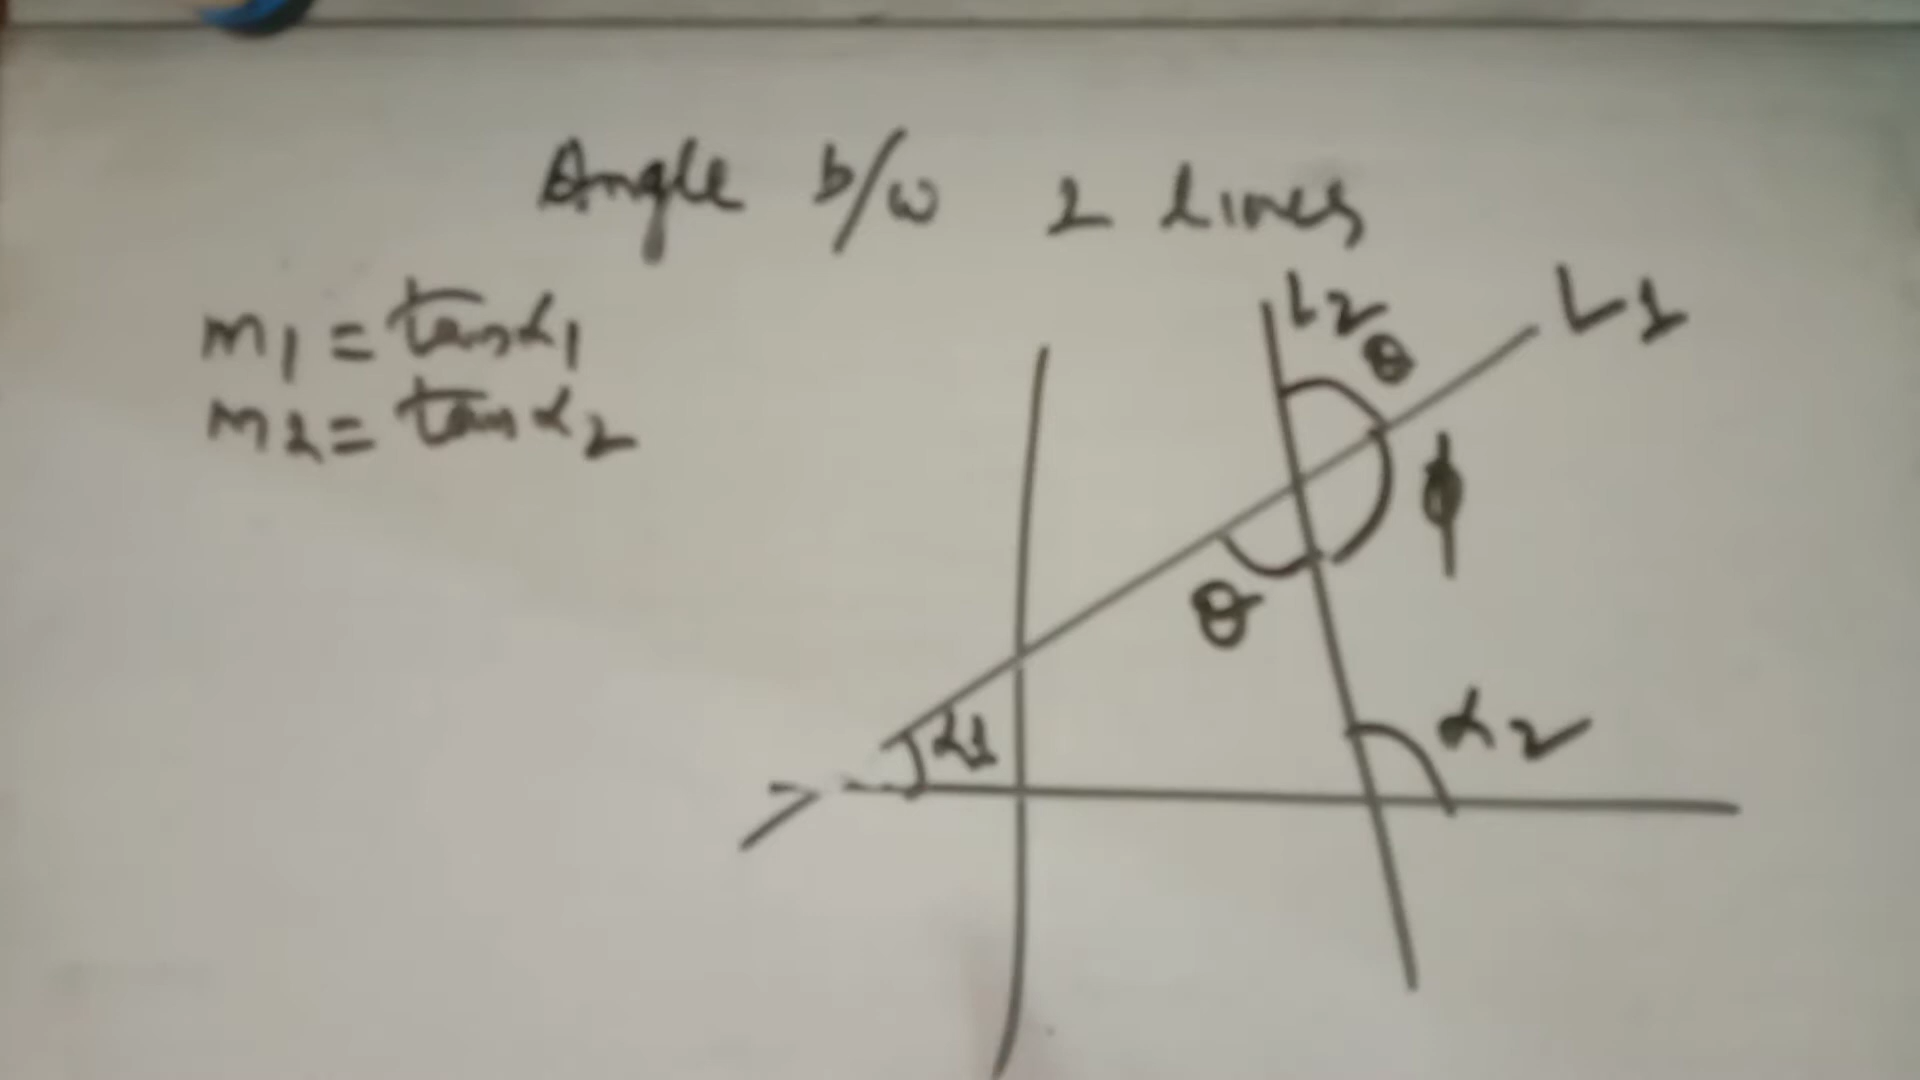 Angle b/w 2 Lines
m1 = tanα1
m2 = tanα2
L2
L1
θ
ϕ
θ
α1
α2